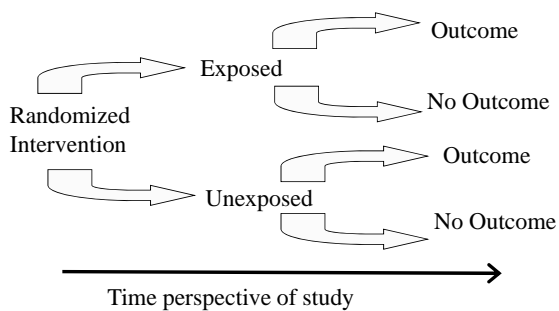 Outcome
Exposed
No Outcome
Randomized
Intervention
Outcome
Unexposed
No Outcome
Time perspective of study